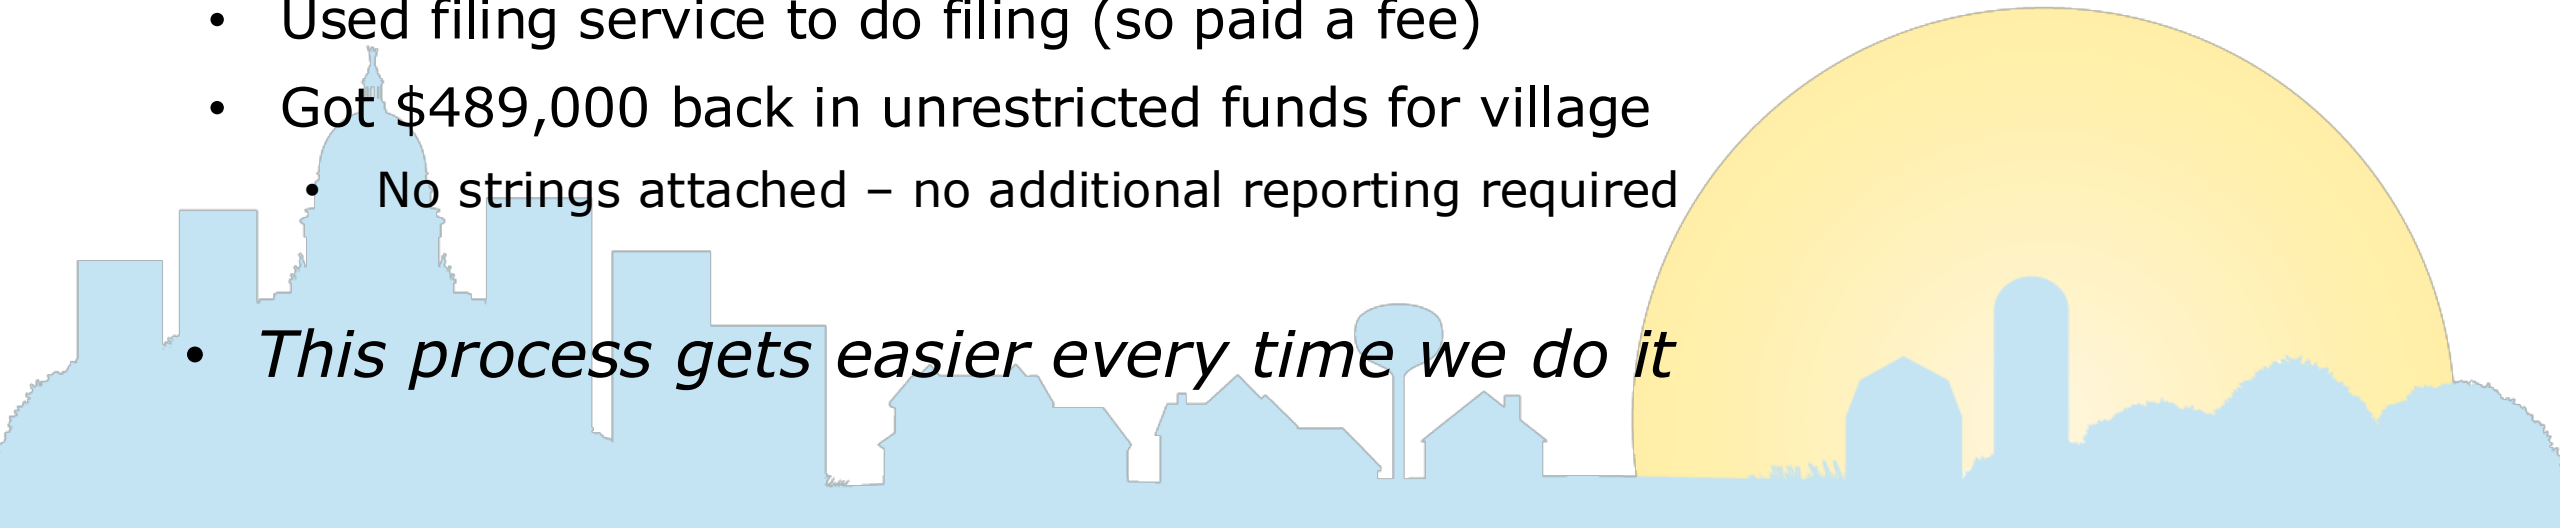 • Used filing service to do filing (so paid a fee)
• Got $489,000 back in unrestricted funds for village
• No strings attached – no additional reporting required
• This process gets easier every time we do it